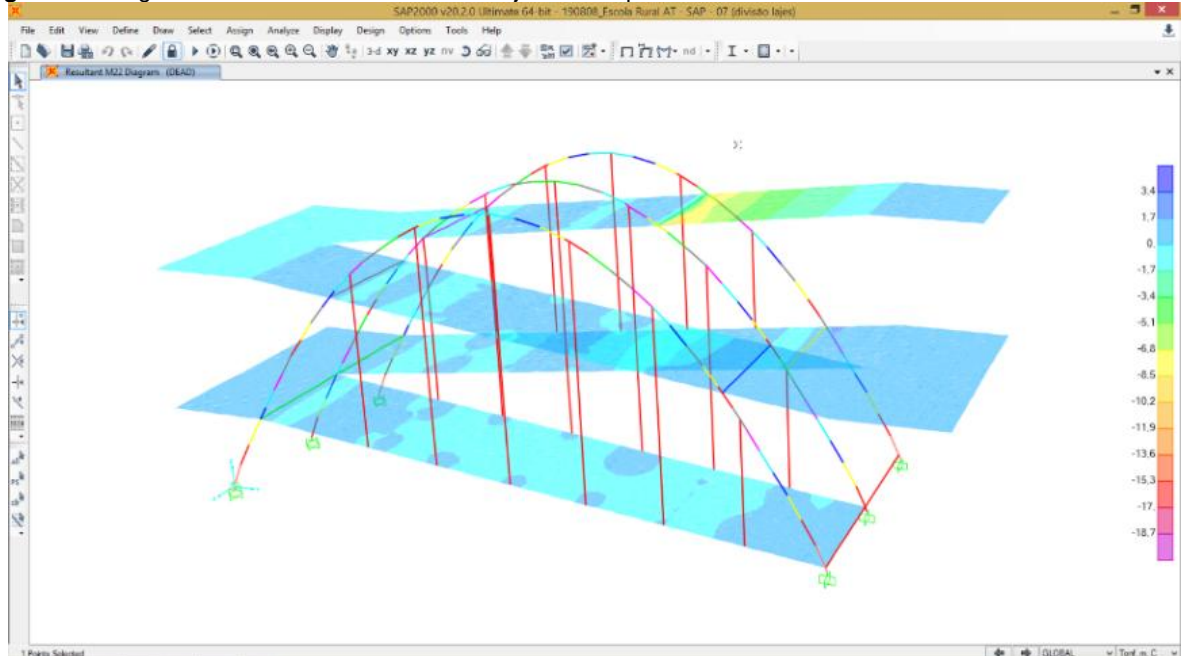 SAP2000 v20.2.0 Ultimate 64-bit - 190808_Escola Rural AT - SAP - 07 (divisão lajes)
File Edit View Define Draw Select Assign Analyze Display Design Options Tools Help
3-d xy xz yz nv nd
Resultant M22 Diagram (DEAD)
3.4
1.7
0.
-1.7
-3.4
-5.1
-6.8
-8.5
-10.2
-11.9
-13.6
-15.3
-17.
-18.7
1 Points Selected
GLOBAL
Tonf, m, C